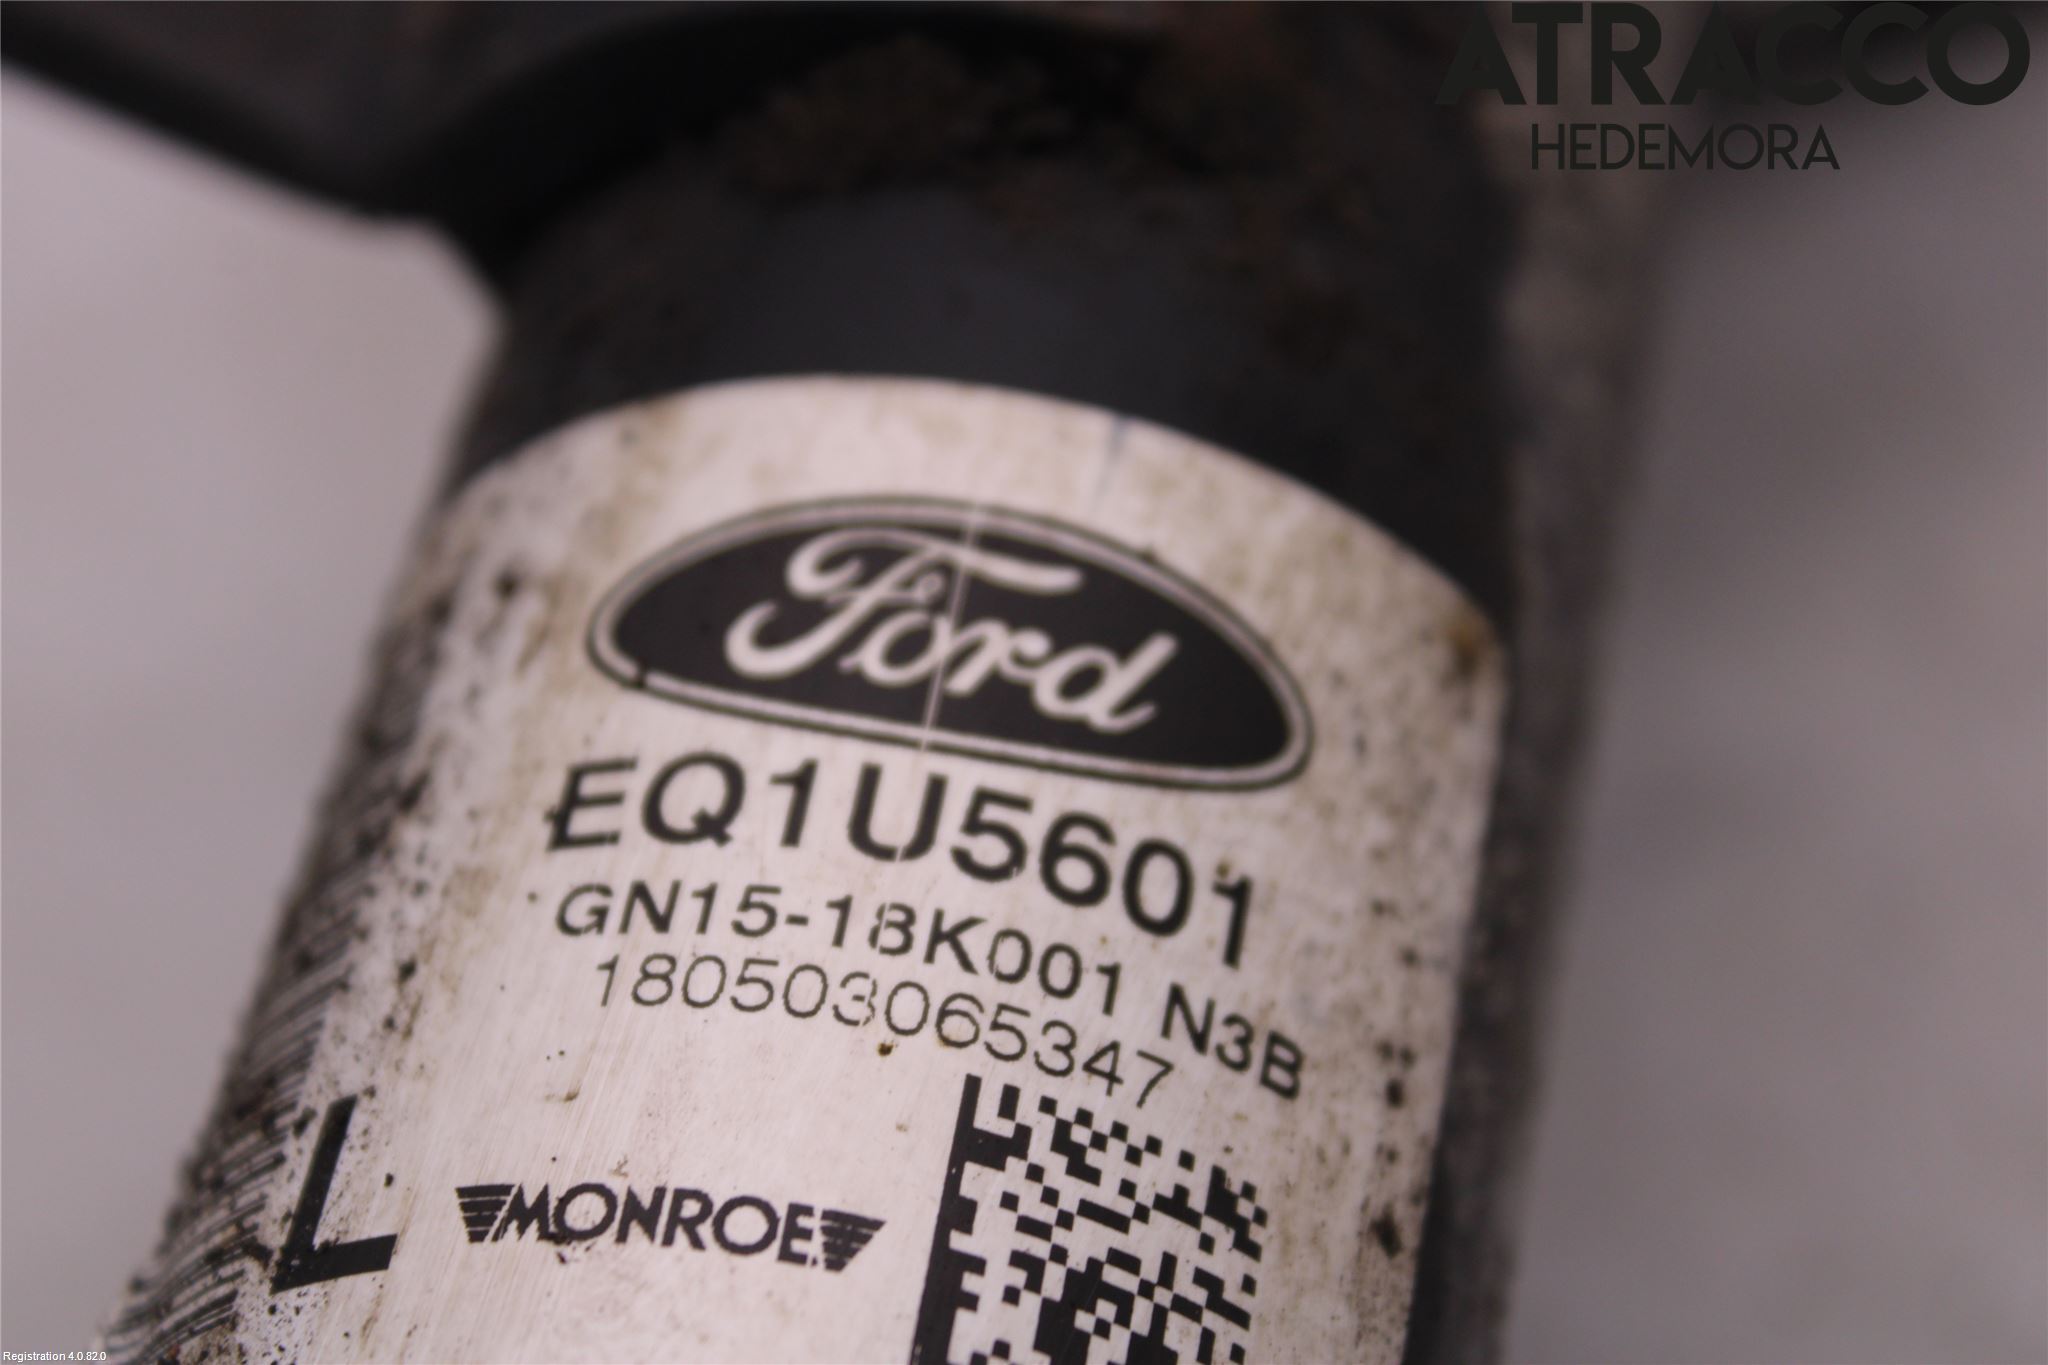 ATRACCO
HEDEMORA
Ford
EQ1U5601
GN15-18K001 N3B
180503065347
L
MONROE
Registration 4.0.82.0